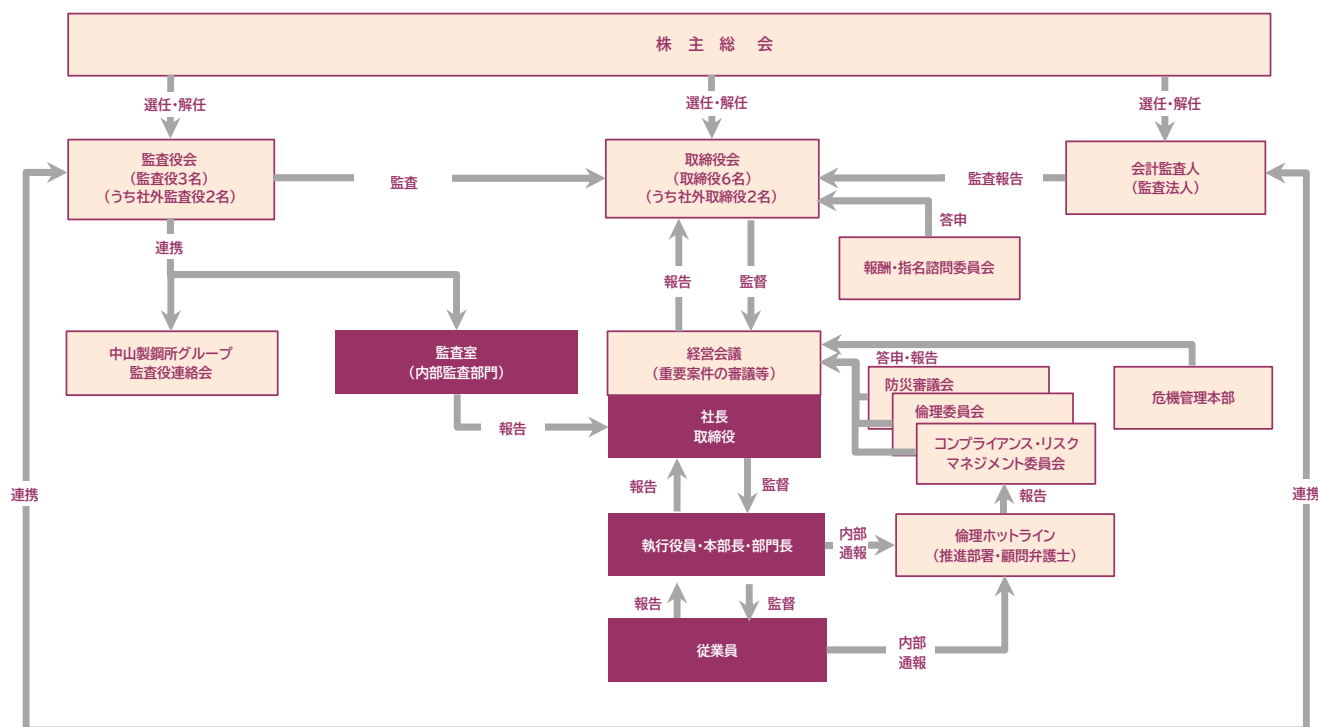 株 主 総 会
選任・解任
選任・解任
選任・解任
監査役会
(監査役3名)
(うち社外監査役2名)
監査
取締役会
(取締役6名)
(うち社外取締役2名)
監査報告
会計監査人
(監査法人)
連携
答申
報酬・指名諮問委員会
報告
監督
中山製鋼所グループ
監査役連絡会
監査室
(内部監査部門)
経営会議
(重要案件の審議等)
答申・報告
防災審議会
倫理委員会
コンプライアンス・リスク
マネジメント委員会
危機管理本部
報告
社長
取締役
連携
報告
監督
報告
連携
執行役員・本部長・部門長
内部
通報
倫理ホットライン
(推進部署・顧問弁護士)
報告
監督
従業員
内部
通報